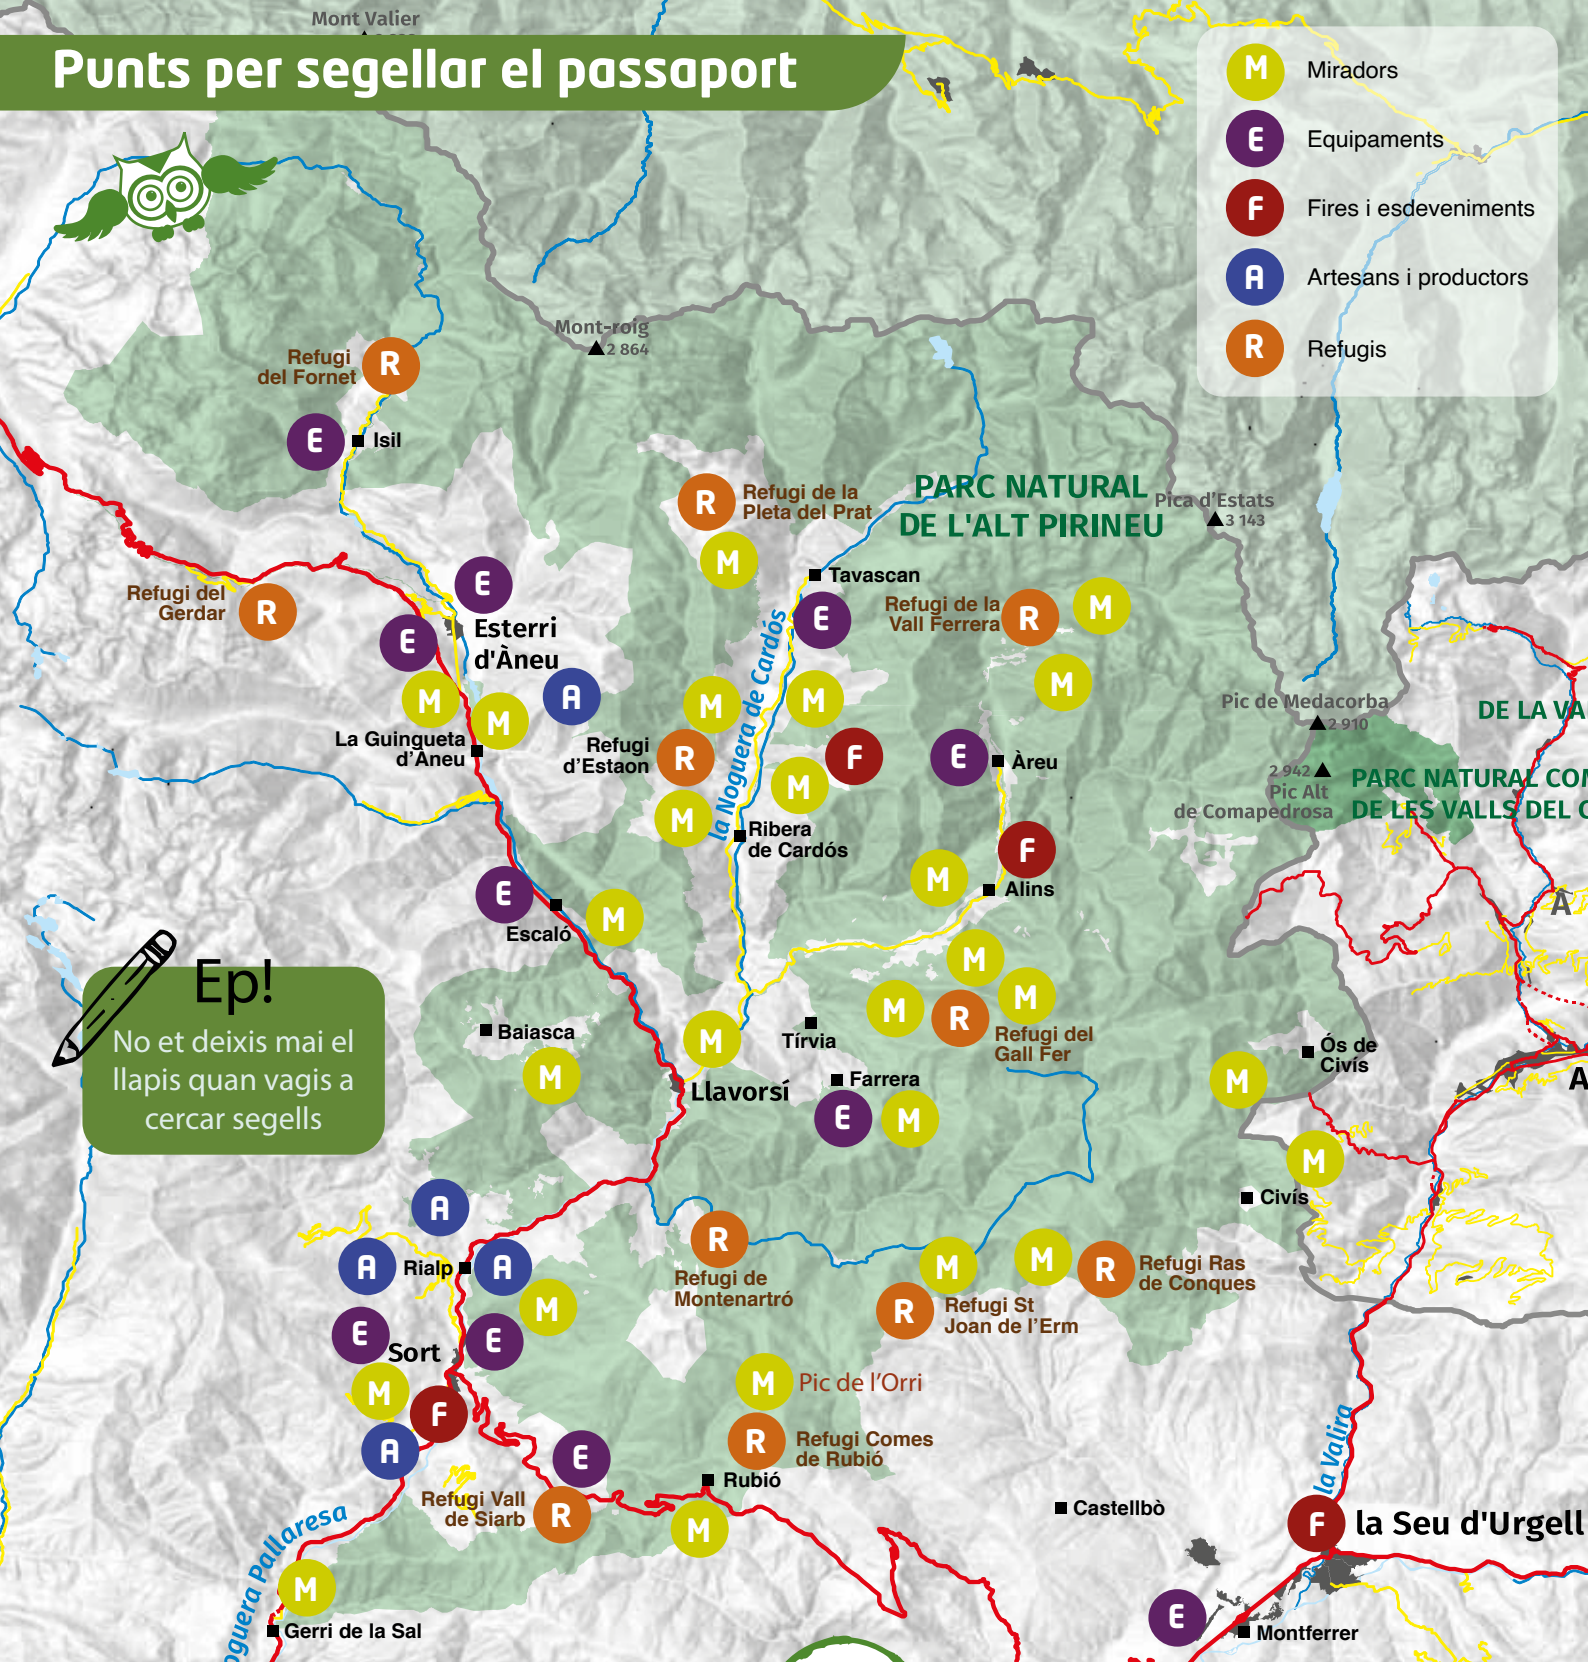 Mont Valier
Punts per segellar el passaport
M Miradors
E Equipaments
F Fires i esdeveniments
A Artesans i productors
R Refugis
Mont-roig
2 864
Refugi
del Fornet
R
E
Isil
R
Refugi de la
Pleta del Prat
M
PARC NATURAL
DE L'ALT PIRINEU
Pica d'Estats
3 143
Tavascan
E
Refugi del
Gerdar
R
E
E
Esterri
d'Àneu
M
M
A
La Guingueta
d'Àneu
Refugi de la
Vall Ferrera
R
M
M
la Noguera de Cardós
M
M
Refugi
d'Estaon
R
M
F
M
E
Àreu
Ribera
de Cardós
Pic de Medacorba
2 910
2 942
Pic Alt
de Comapedrosa
DE LA VA
PARC NATURAL COM
DE LES VALLS DEL C
F
M
Alins
E
Escaló
M
A
Ep!
No et deixis mai el
llapis quan vagis a
cercar segells
Baiasca
M
M
Llavorsí
Tírvia
M
M
M
R
Refugi del
Gall Fer
Farrera
E
M
Ós de
Civís
M
A
M
Civís
A
A
Rialp
A
M
E
E
Sort
M
F
A
R
Refugi de
Montenartró
M
M
R
Refugi Ras
de Conques
R
Refugi St
Joan de l'Erm
M
Pic de l'Orri
R
Refugi Comes
de Rubió
E
Rubió
Refugi Vall
de Siarb
R
M
Castellbò
la Valira
F
la Seu d'Urgell
oguera Pallaresa
M
Gerri de la Sal
E
Montferrer